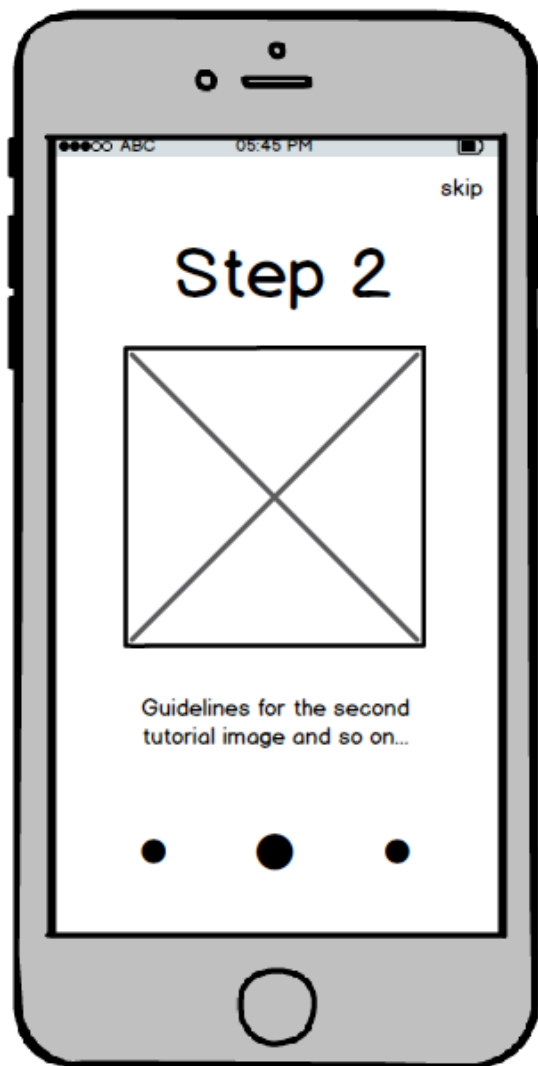 ABC 05:45 PM
skip
Step 2
Guidelines for the second
tutorial image and so on...